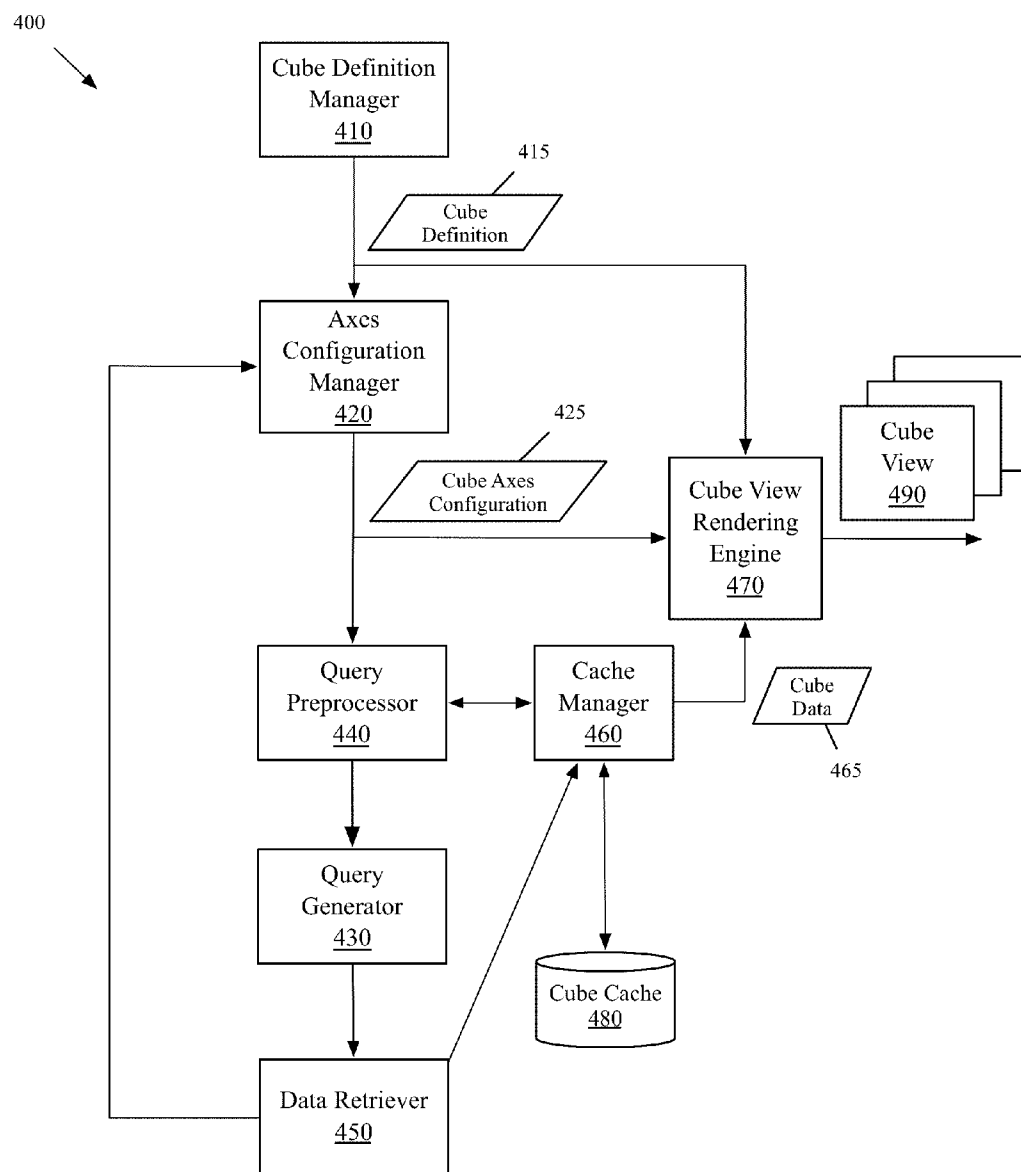 400
Cube Definition
Manager
410
415
Cube
Definition
Axes
Configuration
Manager
420
425
Cube Axes
Configuration
Cube
View
490
Cube View
Rendering
Engine
470
Query
Preprocessor
440
Cache
Manager
460
Cube
Data
465
Query
Generator
430
Cube Cache
480
Data Retriever
450